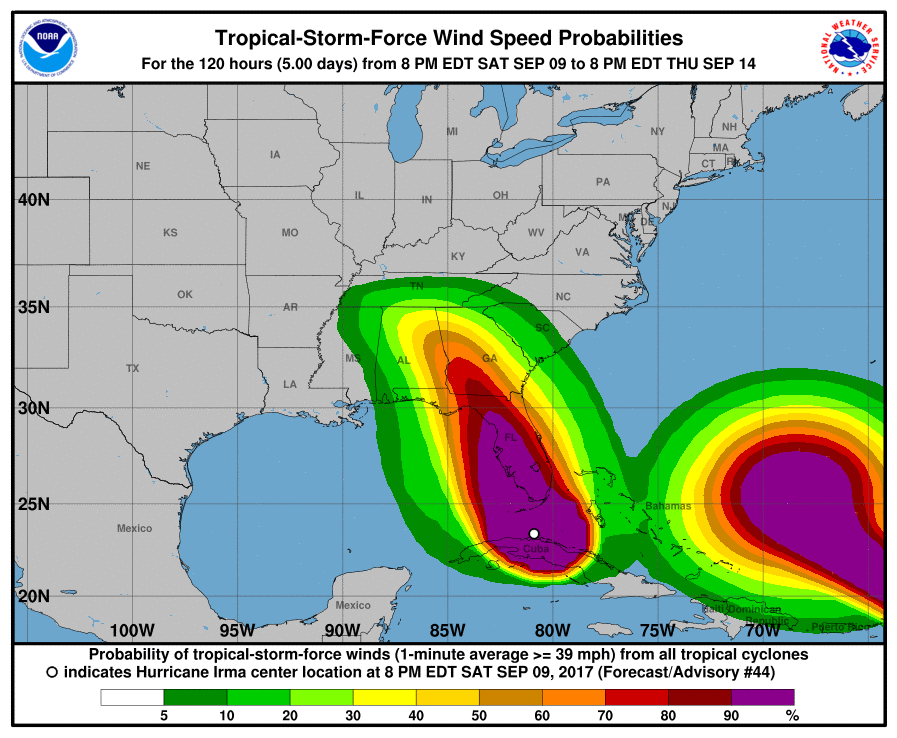 Tropical-Storm-Force Wind Speed Probabilities
For the 120 hours (5.00 days) from 8 PM EDT SAT SEP 09 to 8 PM EDT THU SEP 14
NOAA
NATIONAL WEATHER SERVICE
MI
NY
NH
MA
CT
NE
IA
PA
40N
IL
IN
OH
NJ
DE
KS
MO
WV
VA
KY
OK
TN
NC
35N
AR
SC
MS
AL
GA
TX
LA
30N
FL
25N
Bahamas
Mexico
Cuba
20N
Mexico
Haiti
Dominican
Republic
Puerto Rico
100W
95W
90W
85W
80W
75W
70W
Probability of tropical-storm-force winds (1-minute average >= 39 mph) from all tropical cyclones
indicates Hurricane Irma center location at 8 PM EDT SAT SEP 09, 2017 (Forecast/Advisory #44)
5 10 20 30 40 50 60 70 80 90 %